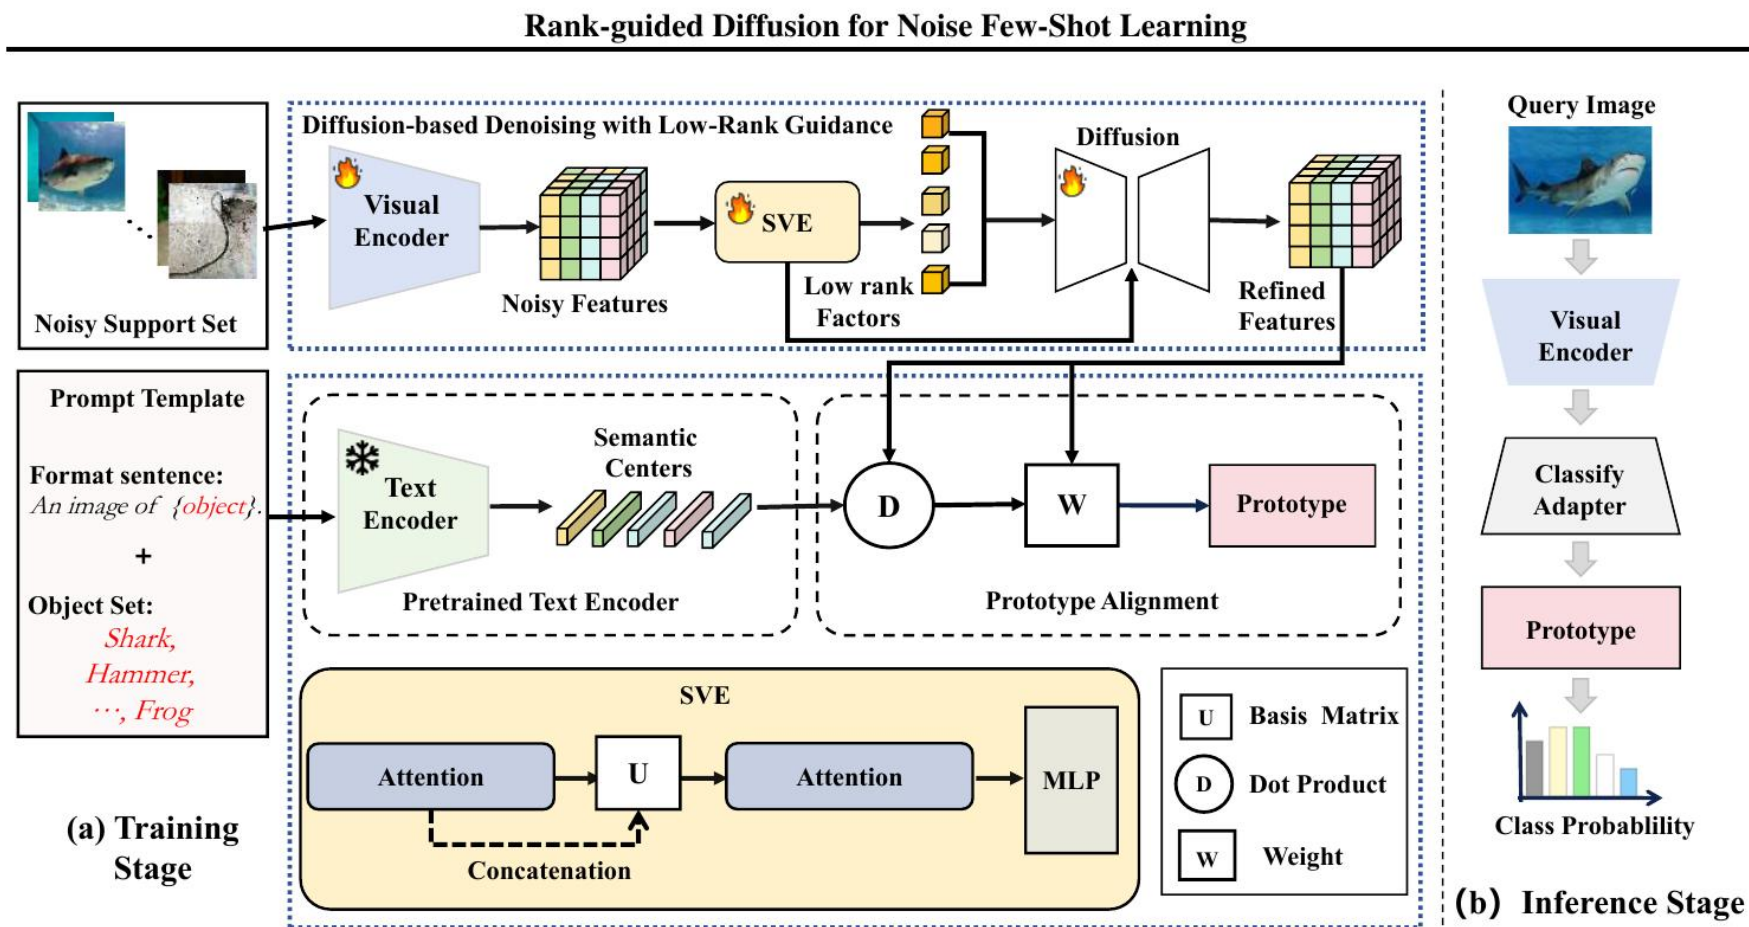 Rank-guided Diffusion for Noise Few-Shot Learning
Noisy Support Set
Diffusion-based Denoising with Low-Rank Guidance
Visual
Encoder
Noisy Features
SVE
Low rank
Factors
Diffusion
Refined
Features
Prompt Template
Format sentence:
An image of {object}.
+
Object Set:
Shark,
Hammer,
…, Frog
Text
Encoder
Semantic
Centers
Pretrained Text Encoder
D
W
Prototype
Prototype Alignment
SVE
Attention
U
Attention
MLP
Concatenation
U Basis Matrix
D Dot Product
W Weight
(a) Training
Stage
Query Image
Visual
Encoder
Classify
Adapter
Prototype
Class Probablility
(b) Inference Stage